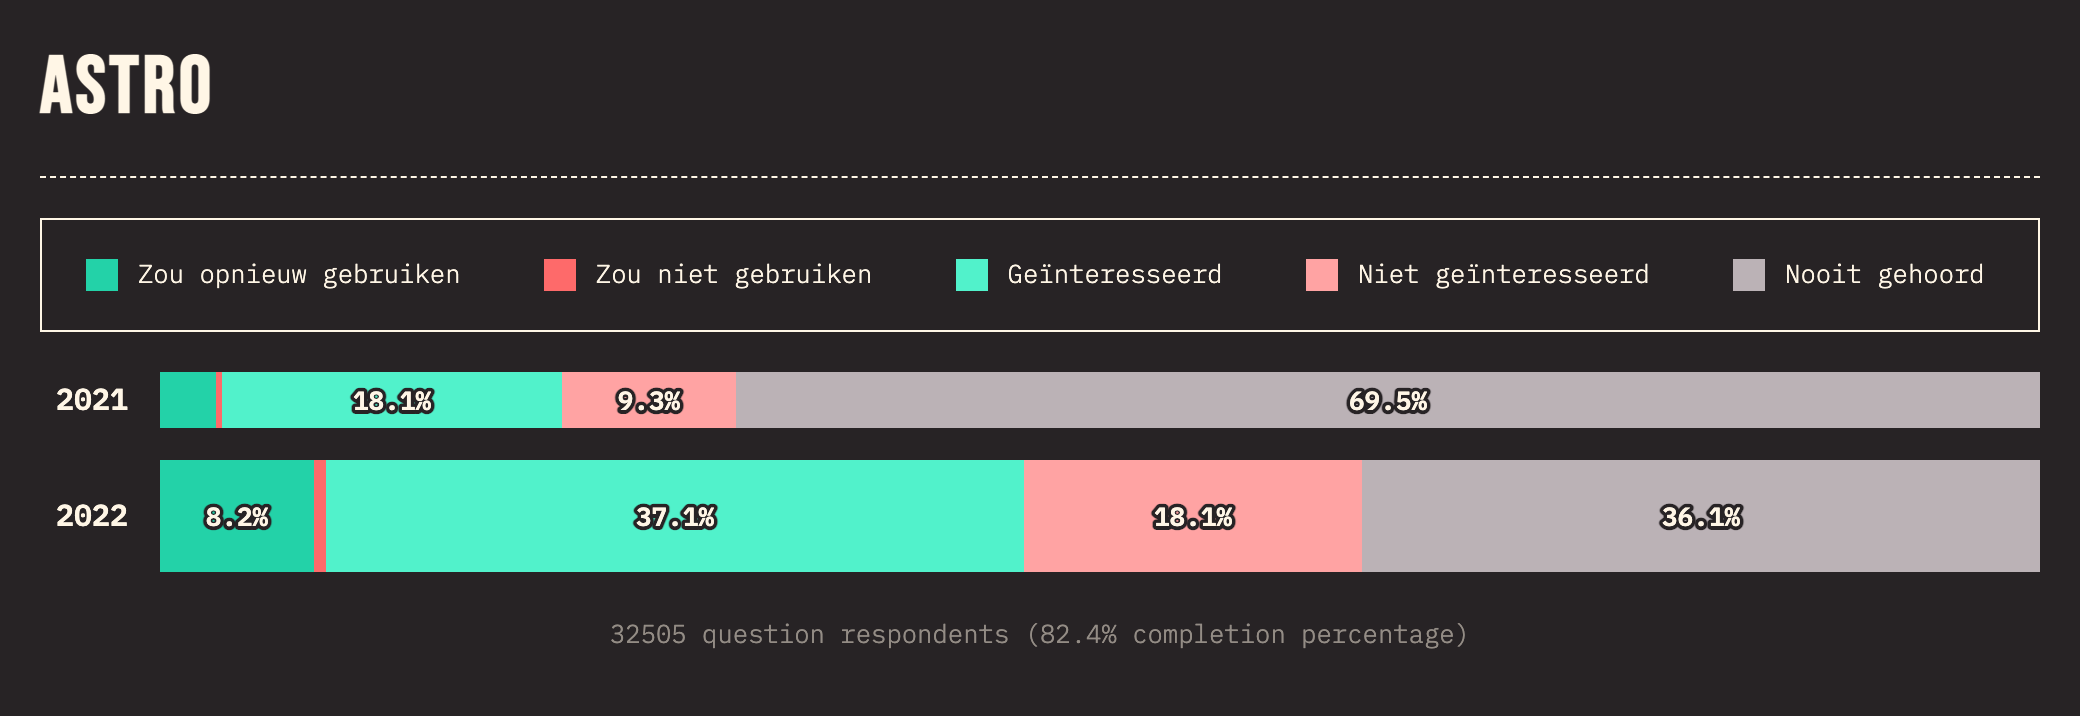 ASTRO
Zou opnieuw gebruiken Zou niet gebruiken Geïnteresseerd Niet geïnteresseerd Nooit gehoord
2021 18.1% 9.3% 69.5%
2022 8.2% 37.1% 18.1% 36.1%
32505 question respondents (82.4% completion percentage)